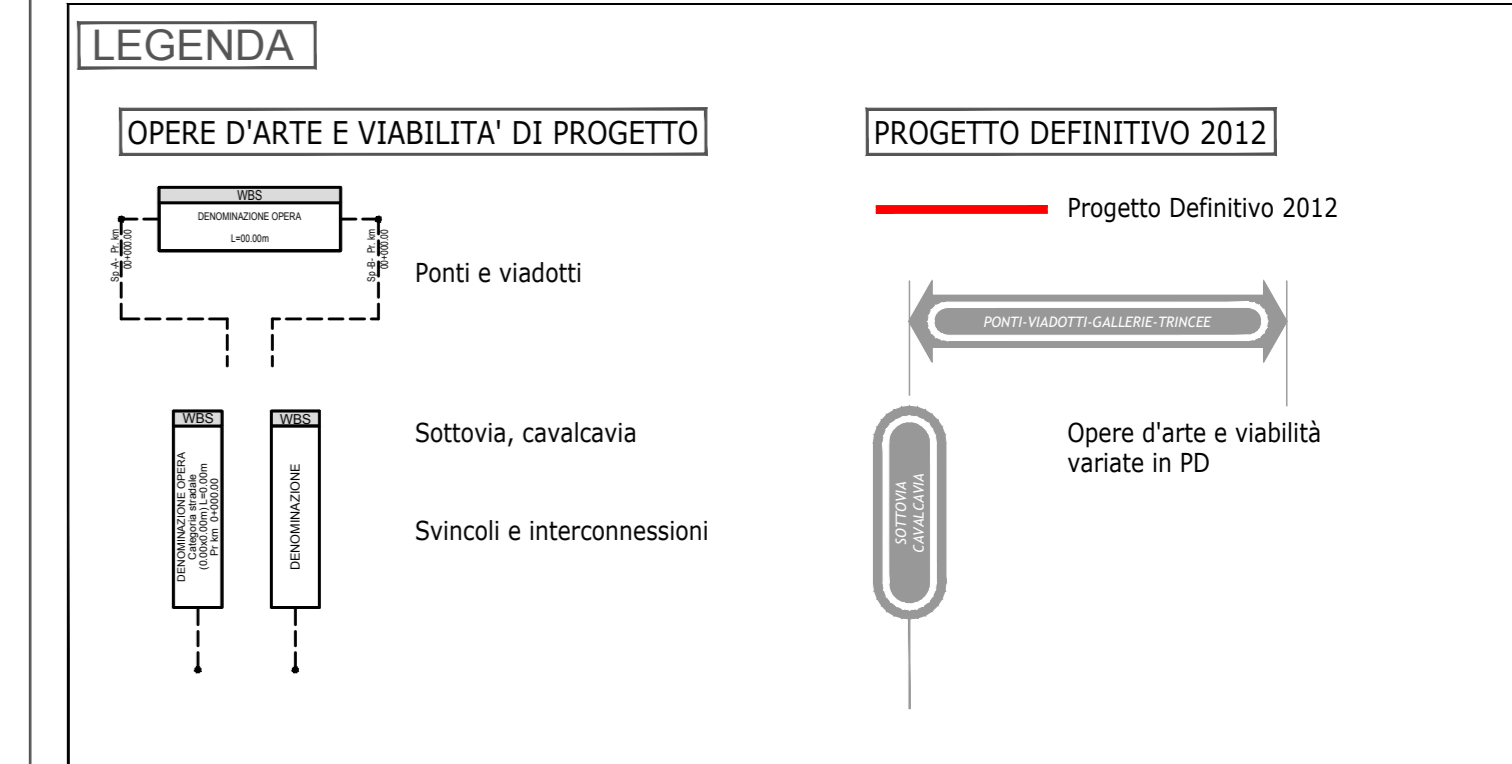 LEGENDA
OPERE D'ARTE E VIABILITA' DI PROGETTO
WBS
DENOMINAZIONE OPERA
L=00.00m
Sp.-A- Pr. km
00+000.00
Sp.-B- Pr. km
00+000.00
Ponti e viadotti
WBS
DENOMINAZIONE OPERA
Categoria stradale
(0.00x0.00m) L=0.00m
Pr km 0+000.00
WBS
DENOMINAZIONE
Sottovia, cavalcavia
Svincoli e interconnessioni
PROGETTO DEFINITIVO 2012
Progetto Definitivo 2012
PONTI-VIADOTTI-GALLERIE-TRINCEE
SOTTOVIA
CAVALCAVIA
Opere d'arte e viabilità
variate in PD